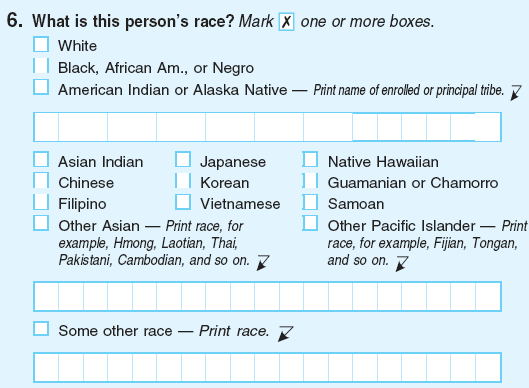 6. What is this person's race? Mark ✗ one or more boxes.
White
Black, African Am., or Negro
American Indian or Alaska Native — Print name of enrolled or principal tribe.
Asian Indian Japanese Native Hawaiian
Chinese Korean Guamanian or Chamorro
Filipino Vietnamese Samoan
Other Asian — Print race, for Other Pacific Islander — Print
example, Hmong, Laotian, Thai, race, for example, Fijian, Tongan,
Pakistani, Cambodian, and so on. and so on.
Some other race — Print race.